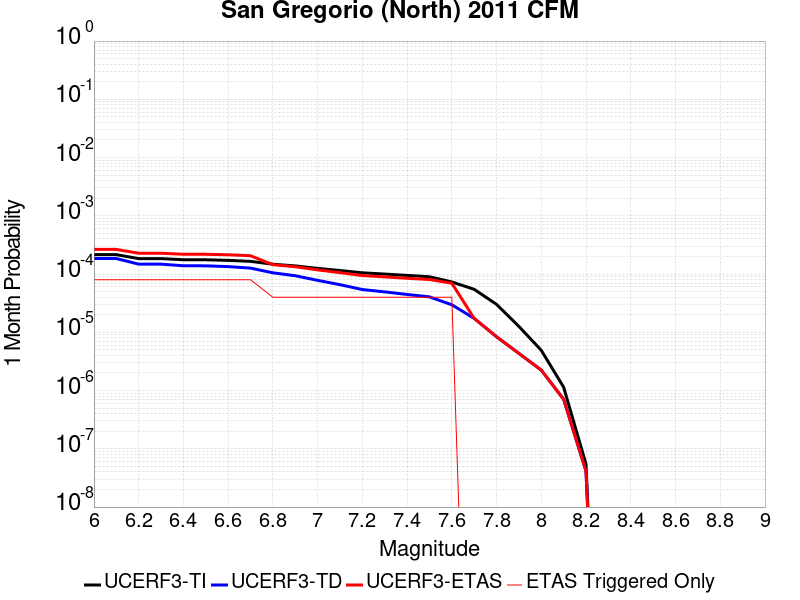 San Gregorio (North) 2011 CFM
10^0
10^-1
10^-2
10^-3
10^-4
10^-5
10^-6
10^-7
10^-8
1 Month Probability
6 6.2 6.4 6.6 6.8 7 7.2 7.4 7.6 7.8 8 8.2 8.4 8.6 8.8 9
Magnitude
UCERF3-TI UCERF3-TD UCERF3-ETAS ETAS Triggered Only